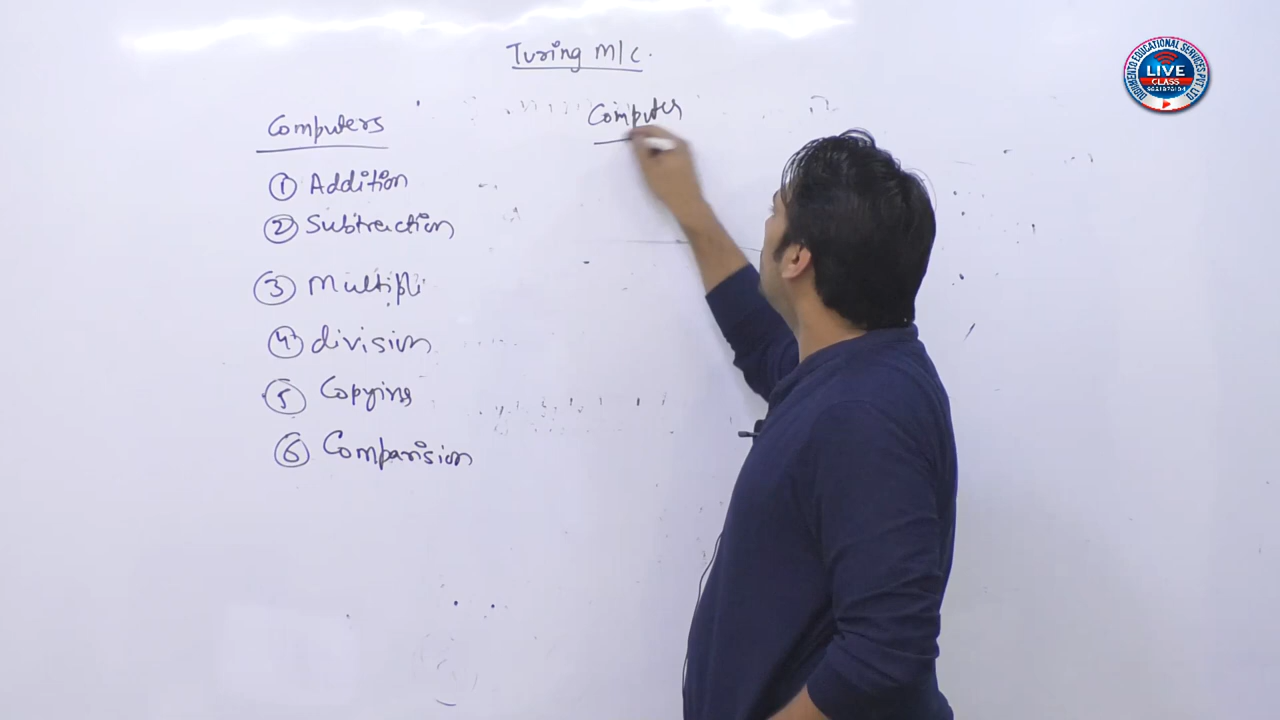 Turing M/C.
Computers
① Addition
② Subtraction
③ Multipli
④ division
⑤ Copying
⑥ Comparision
Computer
LIVE
CLASS